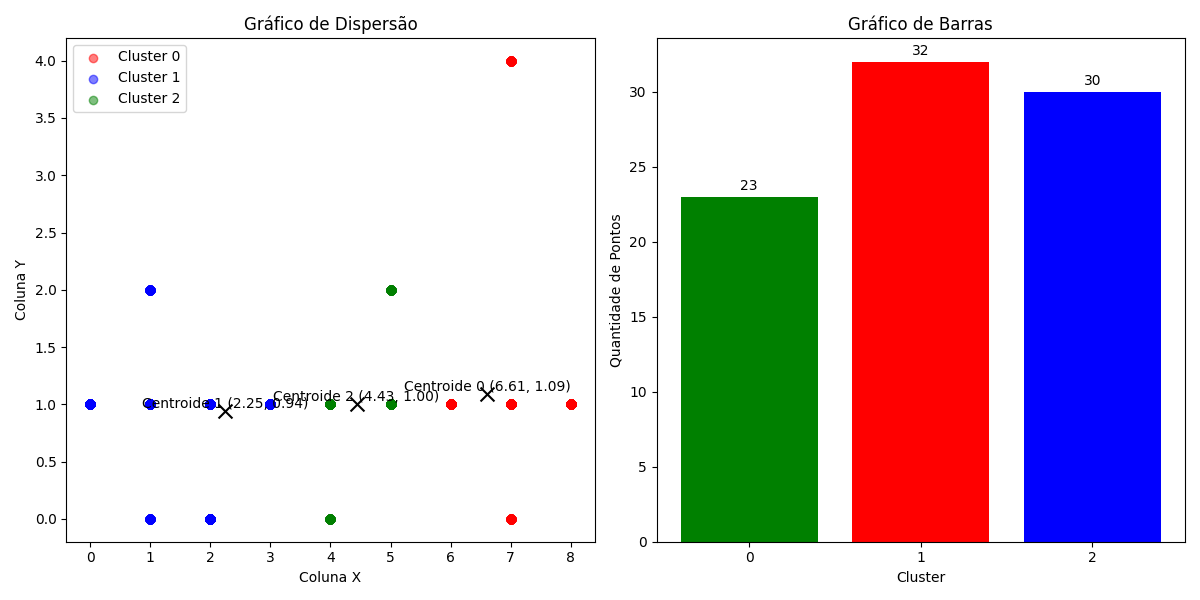 Gráfico de Dispersão
Cluster 0
Cluster 1
Cluster 2
Coluna Y
4.0
3.5
3.0
2.5
2.0
1.5
1.0
0.5
0.0
Centroide 1 (2.25, 0.94)
Centroide 2 (4.43, 1.00)
Centroide 0 (6.61, 1.09)
0 1 2 3 4 5 6 7 8
Coluna X
Gráfico de Barras
Quantidade de Pontos
30
25
20
15
10
5
0
23
32
30
0 1 2
Cluster